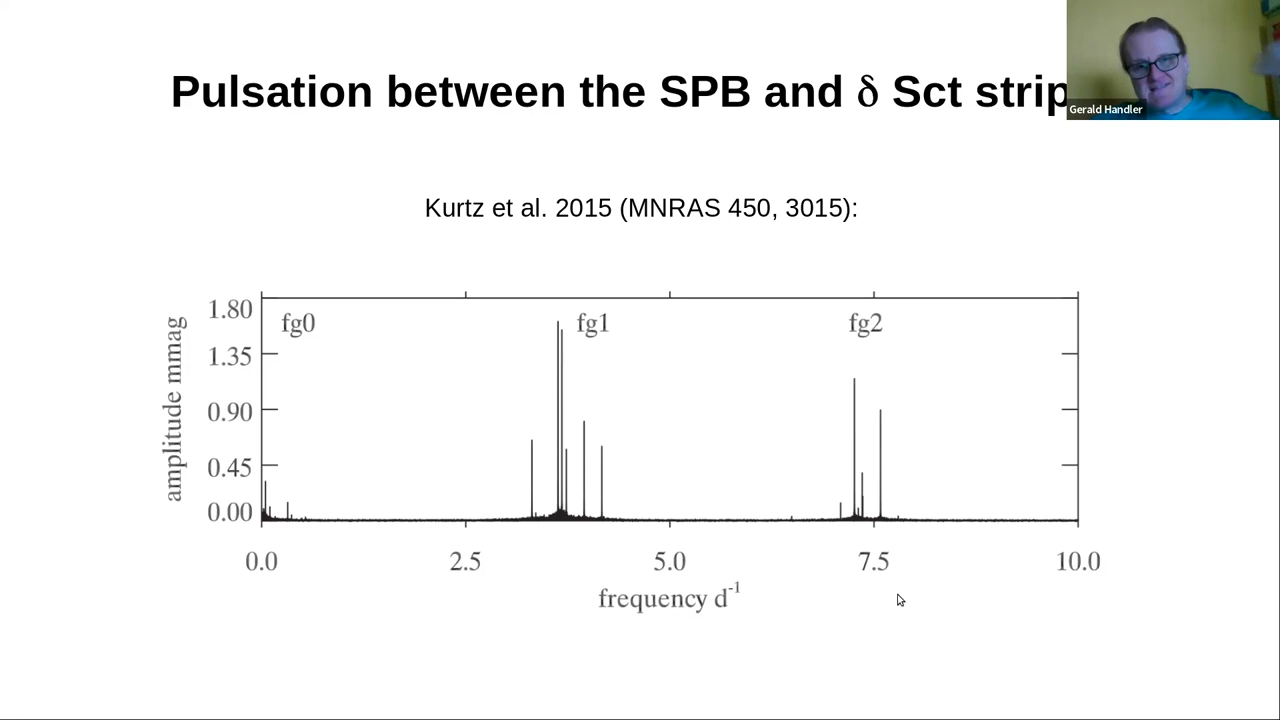 Pulsation between the SPB and δ Sct strip
Gerald Handler
Kurtz et al. 2015 (MNRAS 450, 3015):
fg0 fg1 fg2
amplitude mmag
1.80
1.35
0.90
0.45
0.00
0.0 2.5 5.0 7.5 10.0
frequency d⁻¹